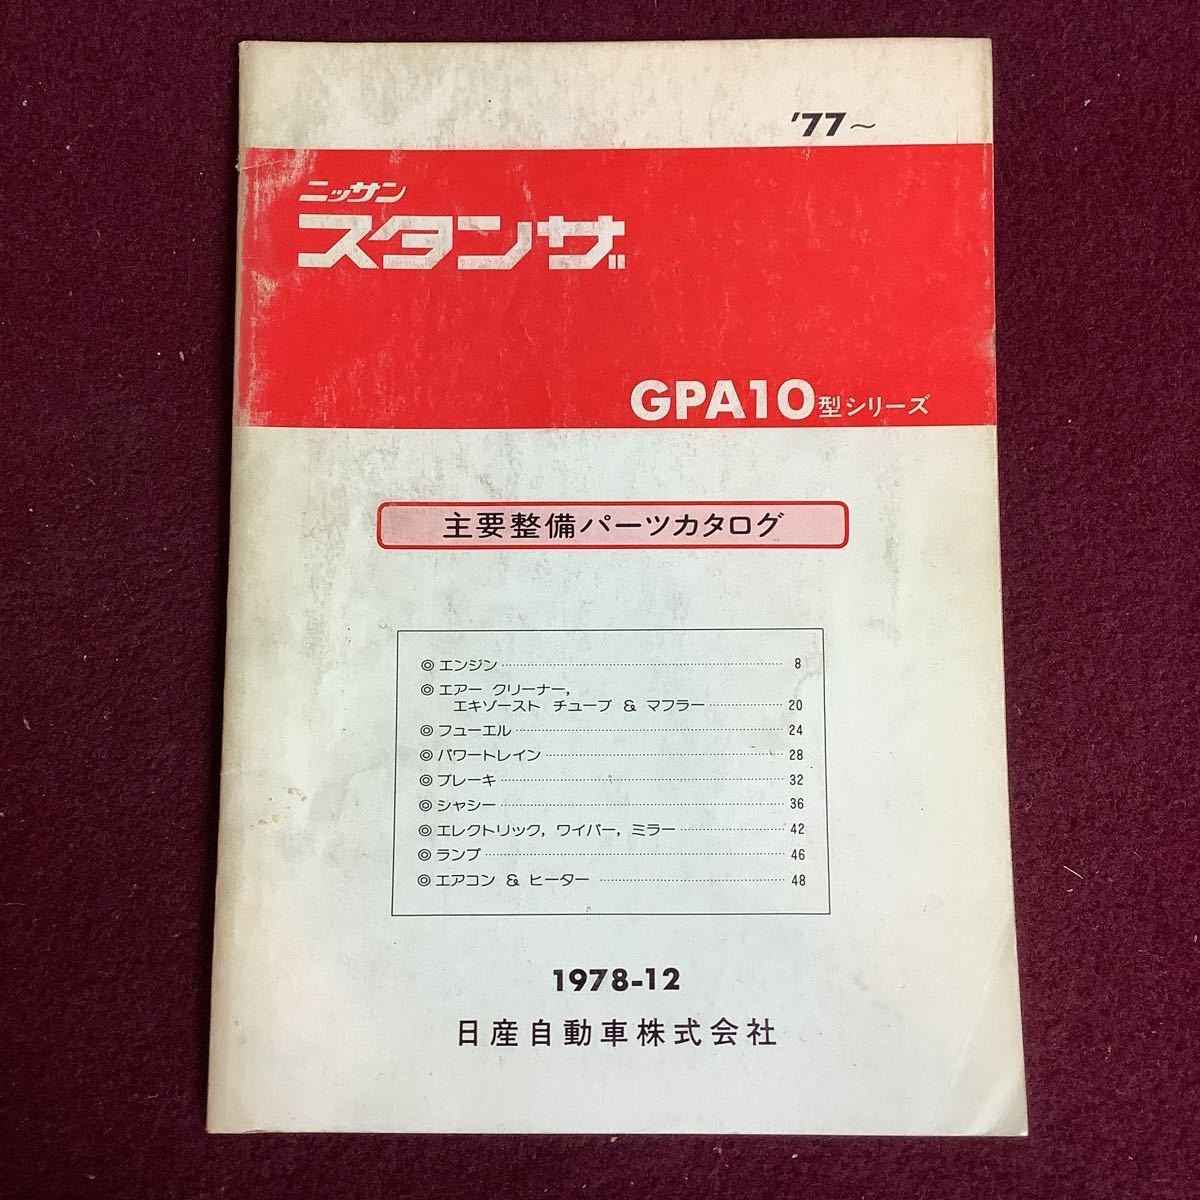 '77～
ニッサン
スタンザ
GPA10型シリーズ
主要整備パーツカタログ
◎ エンジン 8
◎ エアー クリーナー,
エキゾースト チューブ & マフラー 20
◎ フューエル 24
◎ パワートレイン 28
◎ ブレーキ 32
◎ シャシー 36
◎ エレクトリック, ワイパー, ミラー 42
◎ ランプ 46
◎ エアコン & ヒーター 48
1978-12
日産自動車株式会社